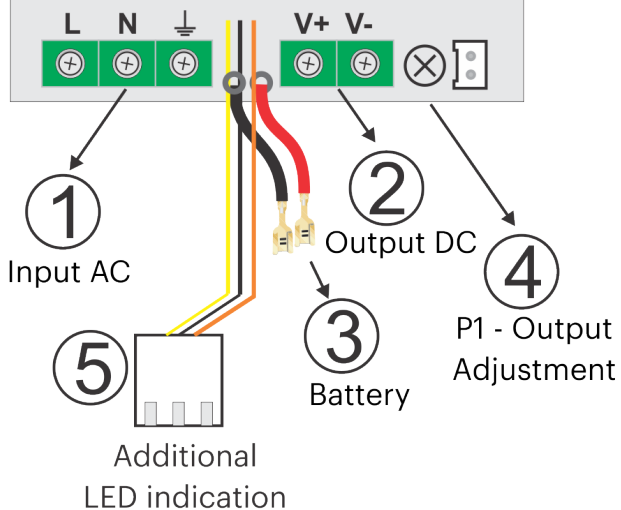 L N V+ V-
1
Input AC
2
Output DC
3
Battery
4
P1 - Output
Adjustment
5
Additional
LED indication